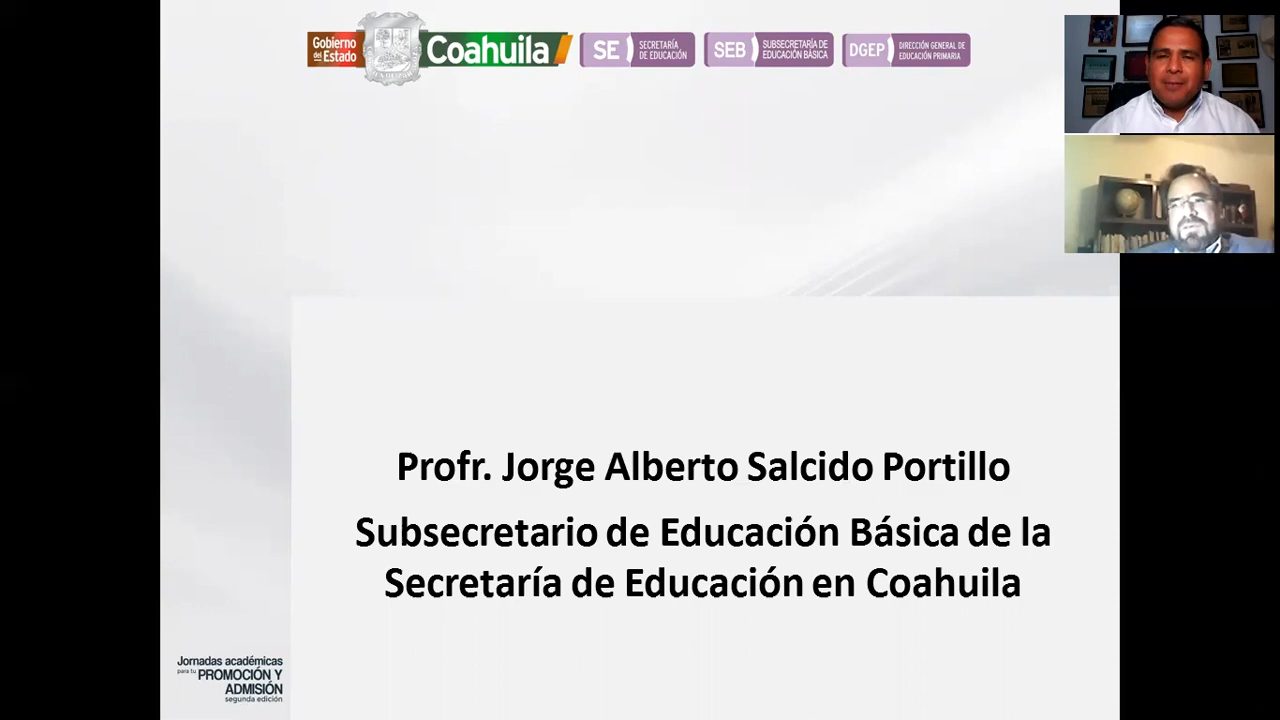 Gobierno
del Estado
Coahuila
SE
SECRETARÍA
DE EDUCACIÓN
SEB
SUBSECRETARÍA DE
EDUCACIÓN BÁSICA
DGEP
DIRECCIÓN GENERAL DE
EDUCACIÓN PRIMARIA
Profr. Jorge Alberto Salcido Portillo
Subsecretario de Educación Básica de la
Secretaría de Educación en Coahuila
Jornadas académicas
para tu PROMOCIÓN Y
ADMISIÓN
segunda edición